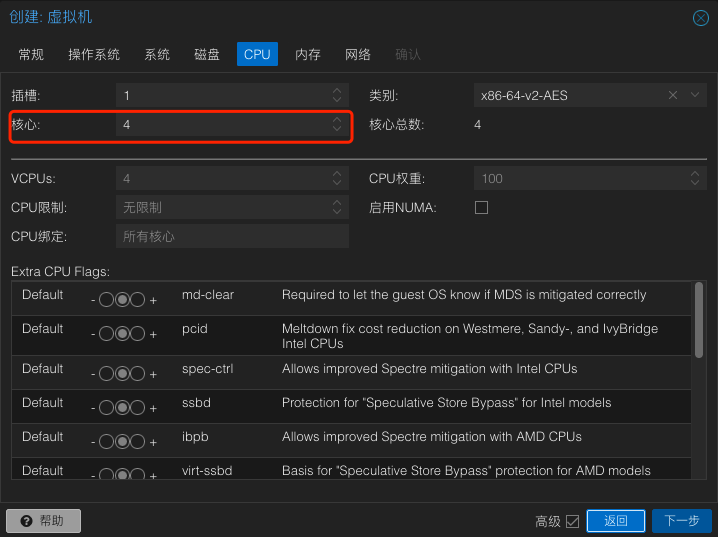 创建: 虚拟机
常规 操作系统 系统 磁盘 CPU 内存 网络 确认
插槽: 1 类别: x86-64-v2-AES
核心: 4 核心总数: 4
VCPUs: 4 CPU权重: 100
CPU限制: 无限制 启用NUMA:
CPU绑定: 所有核心
Extra CPU Flags:
Default - + md-clear Required to let the guest OS know if MDS is mitigated correctly
Default - + pcid Meltdown fix cost reduction on Westmere, Sandy-, and IvyBridge
Intel CPUs
Default - + spec-ctrl Allows improved Spectre mitigation with Intel CPUs
Default - + ssbd Protection for "Speculative Store Bypass" for Intel models
Default - + ibpb Allows improved Spectre mitigation with AMD CPUs
Default - + virt-ssbd Basis for "Speculative Store Bypass" protection for AMD models
帮助 高级 返回 下一步